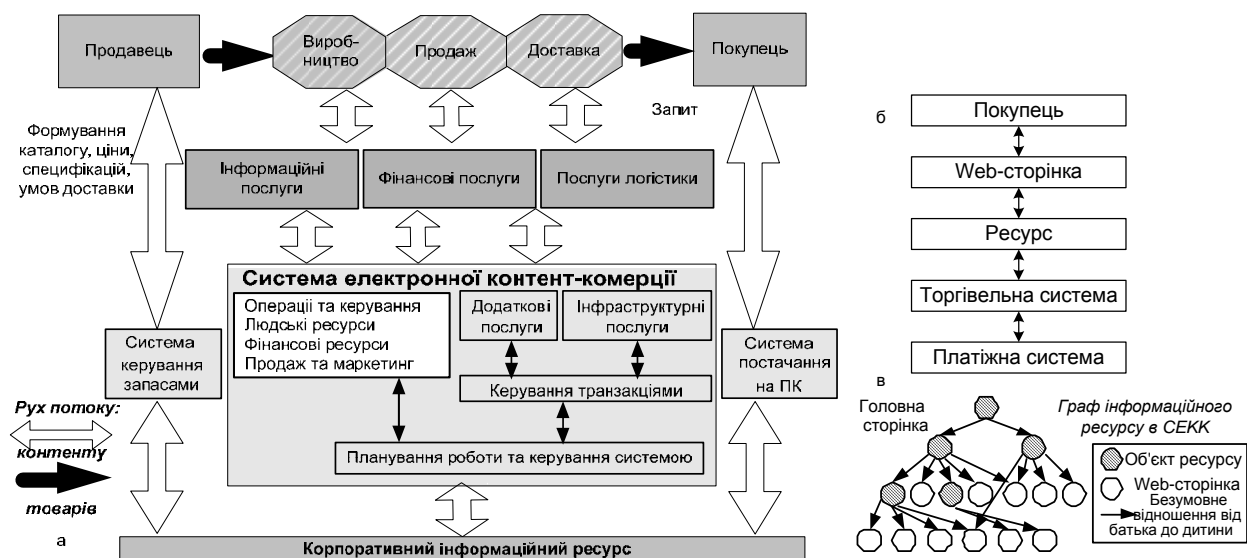 Продавець
Вироб-
ництво
Продаж
Доставка
Покупець
Запит
Формування
каталогу, ціни,
специфікацій,
умов доставки
Інформаційні
послуги
Фінансові послуги
Послуги логістики
Система електронної контент-комерції
Операції та керування
Людські ресурси
Фінансові ресурси
Продаж та маркетинг
Додаткові
послуги
Інфраструктурні
послуги
Керування транзакціями
Планування роботи та керування системою
Система
керування
запасами
Система
постачання
на ПК
Рух потоку:
контенту
товарів
а
Корпоративний інформаційний ресурс
б
Покупець
Web-сторінка
Ресурс
Торгівельна система
Платіжна система
в
Головна
сторінка
Граф інформаційного
ресурсу в СЕКК
Об'єкт ресурсу
Web-сторінка
Безумовне
відношення від
батька до дитини